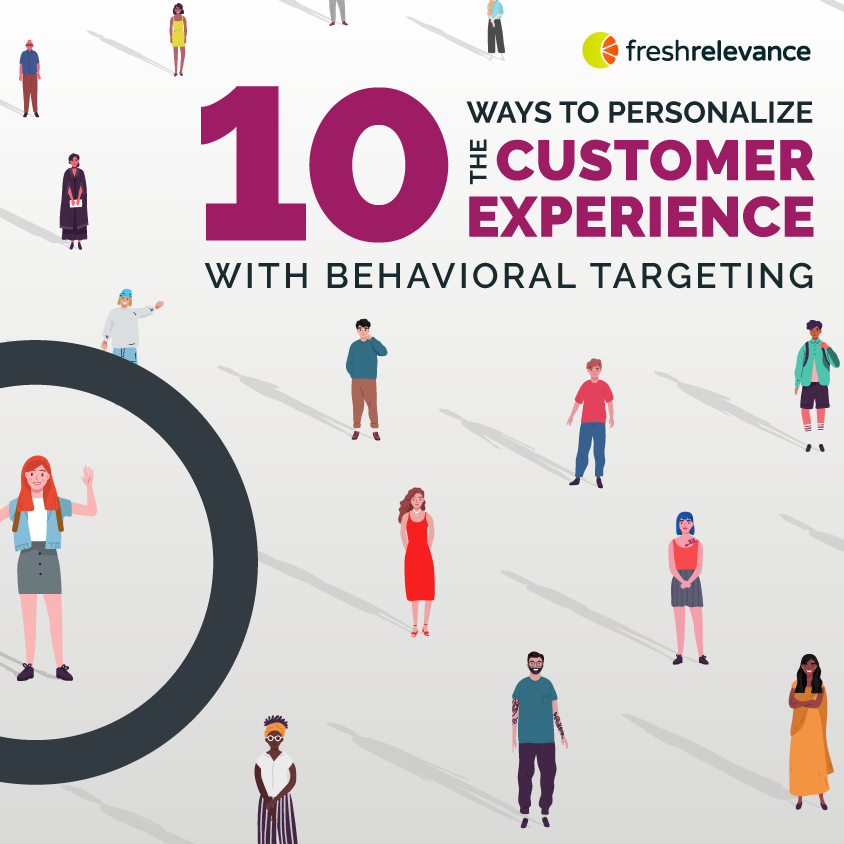 freshrelevance
10
WAYS TO PERSONALIZE
THE CUSTOMER
EXPERIENCE
WITH BEHAVIORAL TARGETING